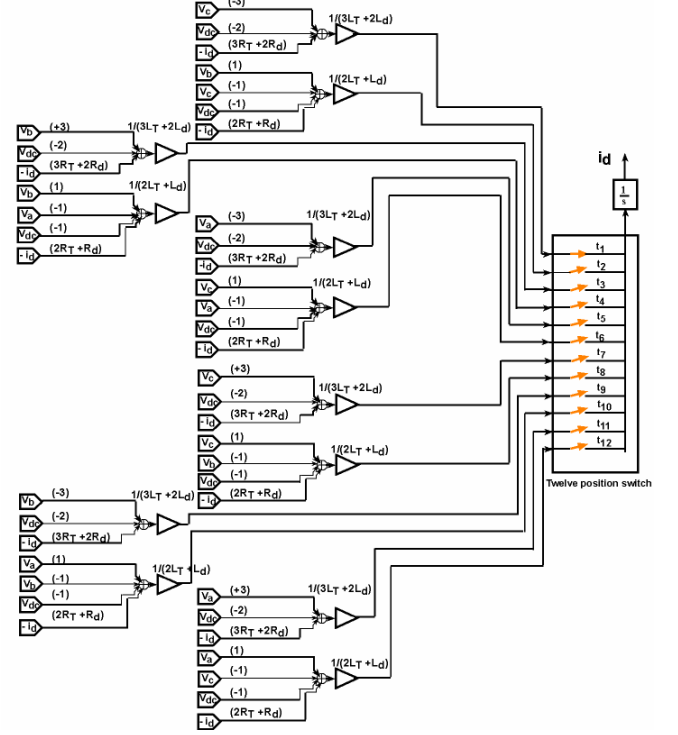 Vc (-3)
Vdc (-2)
- id (3RT +2Rd)
1/(3LT +2Ld)
Vb (1)
Vc (-1)
Vdc (-1)
- id (2RT +Rd)
1/(2LT +Ld)
Vb (+3)
Vdc (-2)
- id (3RT +2Rd)
1/(3LT +2Ld)
Vb (1)
Va (-1)
Vdc (-1)
- id (2RT +Rd)
1/(2LT +Ld)
Va (-3)
Vdc (-2)
-id (3RT +2Rd)
1/(3LT +2Ld)
Vc (1)
Va (-1)
Vdc (-1)
- id (2RT +Rd)
1/(2LT +Ld)
Vc (+3)
Vdc (-2)
- id (3RT +2Rd)
1/(3LT +2Ld)
Vc (1)
Vb (-1)
Vdc (-1)
- id (2RT +Rd)
1/(2LT +Ld)
Vb (-3)
Vdc (-2)
- id (3RT +2Rd)
1/(3LT +2Ld)
Va (1)
Vb (-1)
Vdc (-1)
- id (2RT +Rd)
1/(2LT +Ld)
Va (+3)
Vdc (-2)
- id (3RT +2Rd)
1/(3LT +2Ld)
Va (1)
Vc (-1)
Vdc (-1)
- id (2RT +Rd)
1/(2LT +Ld)
id
1
s
t1
t2
t3
t4
t5
t6
t7
t8
t9
t10
t11
t12
Twelve position switch